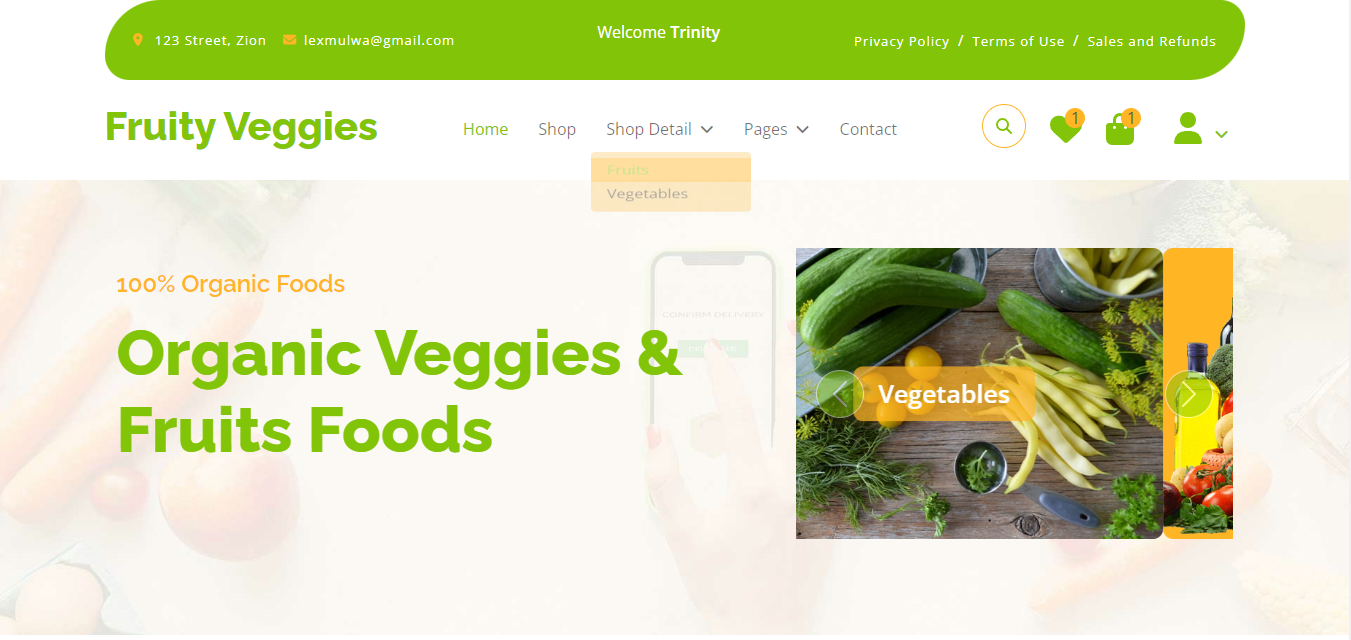 123 Street, Zion lexmulwa@gmail.com
Welcome Trinity
Privacy Policy / Terms of Use / Sales and Refunds
Fruity Veggies
Home Shop Shop Detail Pages Contact
1 1
Fruits
Vegetables
100% Organic Foods
Organic Veggies &
Fruits Foods
CONFIRM DELIVERY
Vegetables